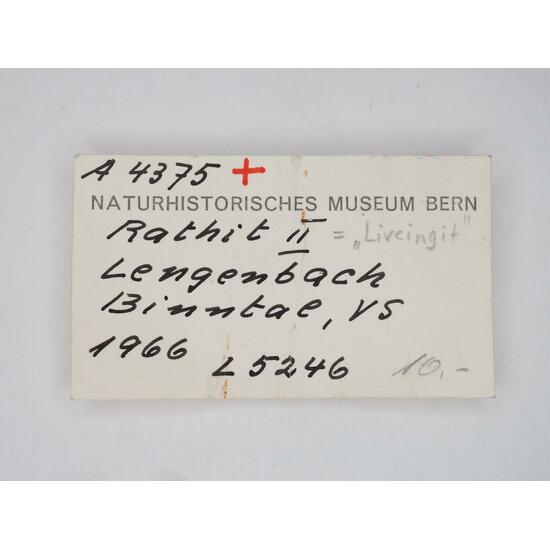 A 4375 +
NATURHISTORISCHES MUSEUM BERN
Rathit II = „Liveingit"
Lengenbach
Binntal, VS
1966 L 5246 10.-